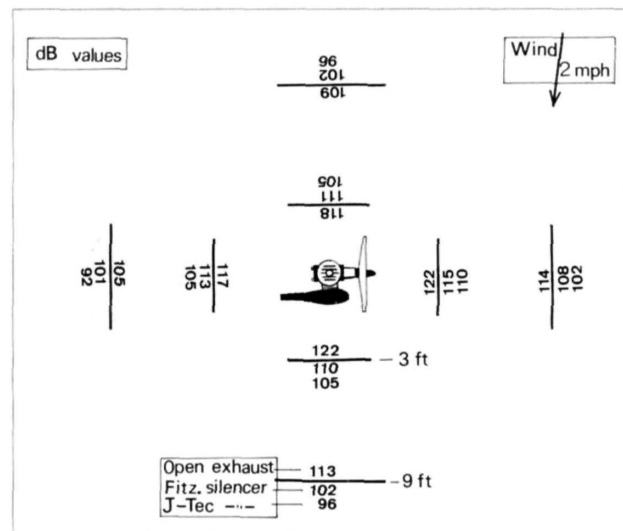 dB values
Wind
2 mph
109
102
96
118
111
105
105
101
92
117
113
105
122
115
110
114
108
102
122
110
105
3 ft
Open exhaust 113
Fitz. silencer 102
J-Tec 96
9 ft